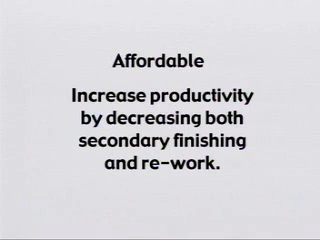 Affordable
Increase productivity
by decreasing both
secondary finishing
and re-work.